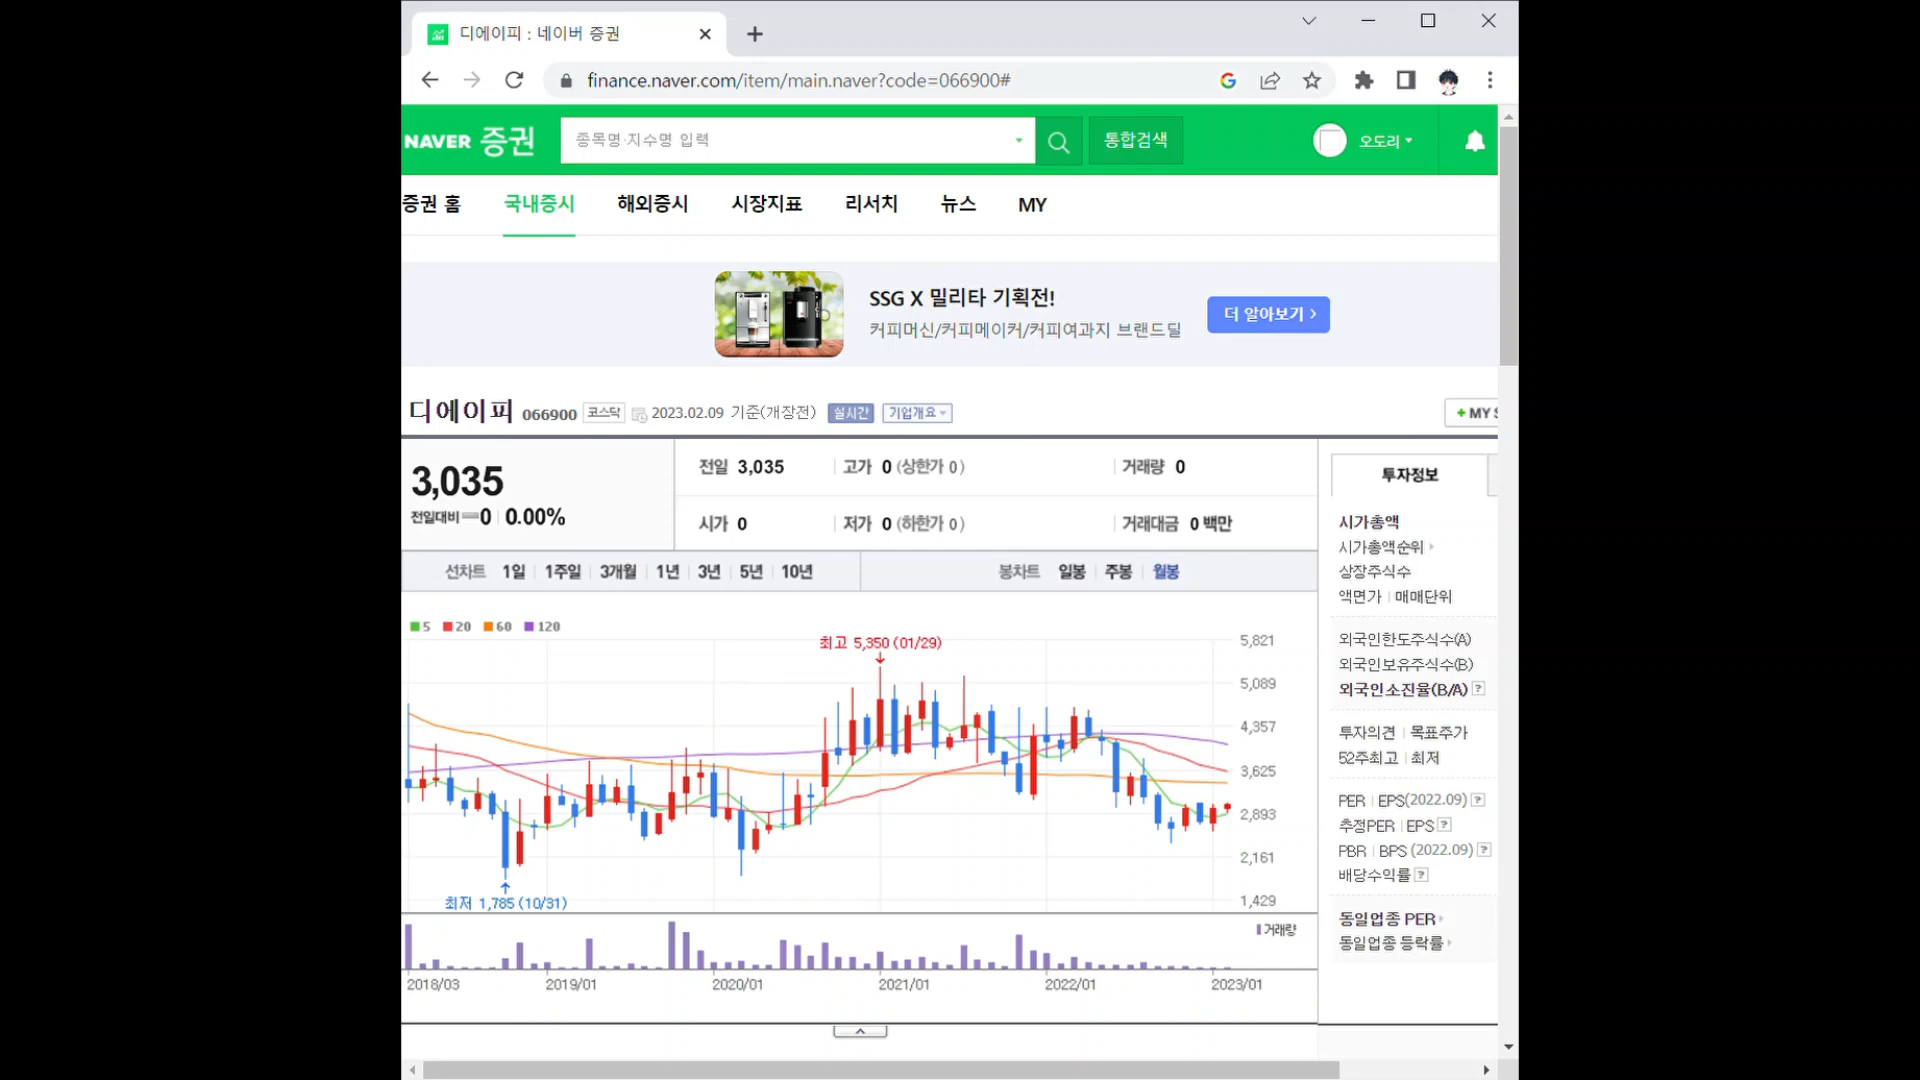 디에이피 : 네이버 증권
finance.naver.com/item/main.naver?code=066900#
NAVER 증권
종목명·지수명 입력
통합검색
오도리
증권 홈 국내증시 해외증시 시장지표 리서치 뉴스 MY
SSG X 밀리타 기획전!
커피머신/커피메이커/커피여과지 브랜드딜
더 알아보기 >
디에이피 066900 코스닥 2023.02.09 기준(개장전) 실시간 기업개요
+ MY
3,035
전일대비 0 0.00%
전일 3,035 고가 0 (상한가 0) 거래량 0
시가 0 저가 0 (하한가 0) 거래대금 0 백만
선차트 1일 1주일 3개월 1년 3년 5년 10년 봉차트 일봉 주봉 월봉
5 20 60 120
최고 5,350 (01/29)
5,821
5,089
4,357
3,625
2,893
2,161
1,429
최저 1,785 (10/31)
거래량
2018/03 2019/01 2020/01 2021/01 2022/01 2023/01
투자정보
시가총액
시가총액순위
상장주식수
액면가 | 매매단위
외국인한도주식수(A)
외국인보유주식수(B)
외국인소진율(B/A) ?
투자의견 | 목표주가
52주최고 | 최저
PER | EPS(2022.09) ?
추정PER | EPS ?
PBR | BPS (2022.09) ?
배당수익률 ?
동일업종 PER
동일업종 등락률